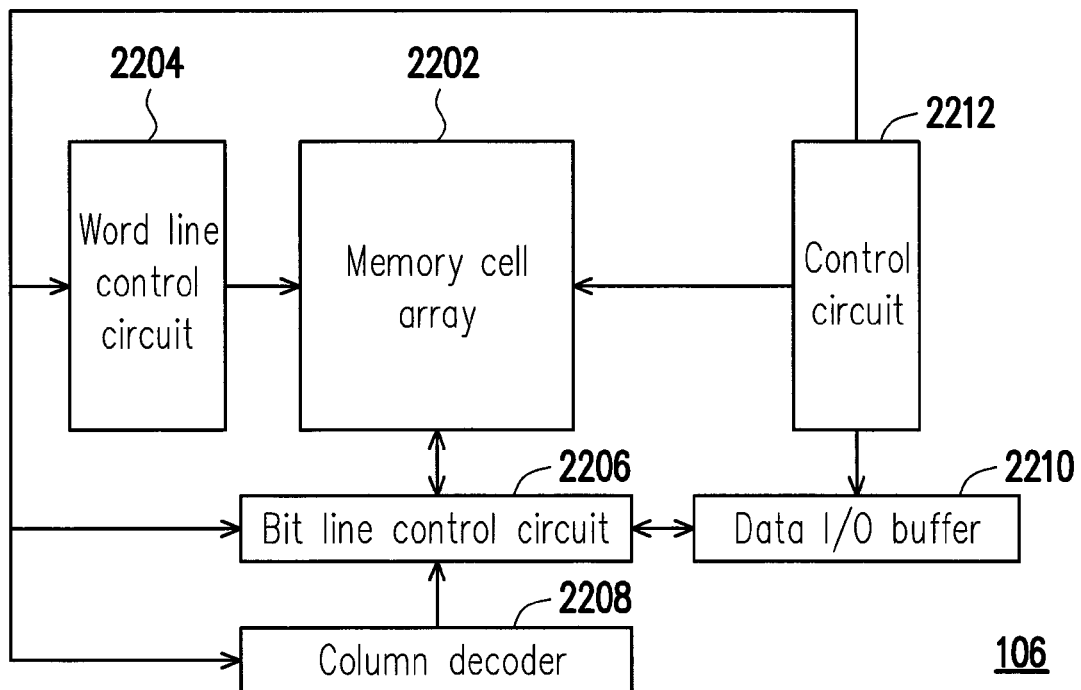 2204
2202
2212
Word line
control
circuit
Memory cell
array
Control
circuit
2206
2210
Bit line control circuit
Data I/O buffer
2208
Column decoder
106